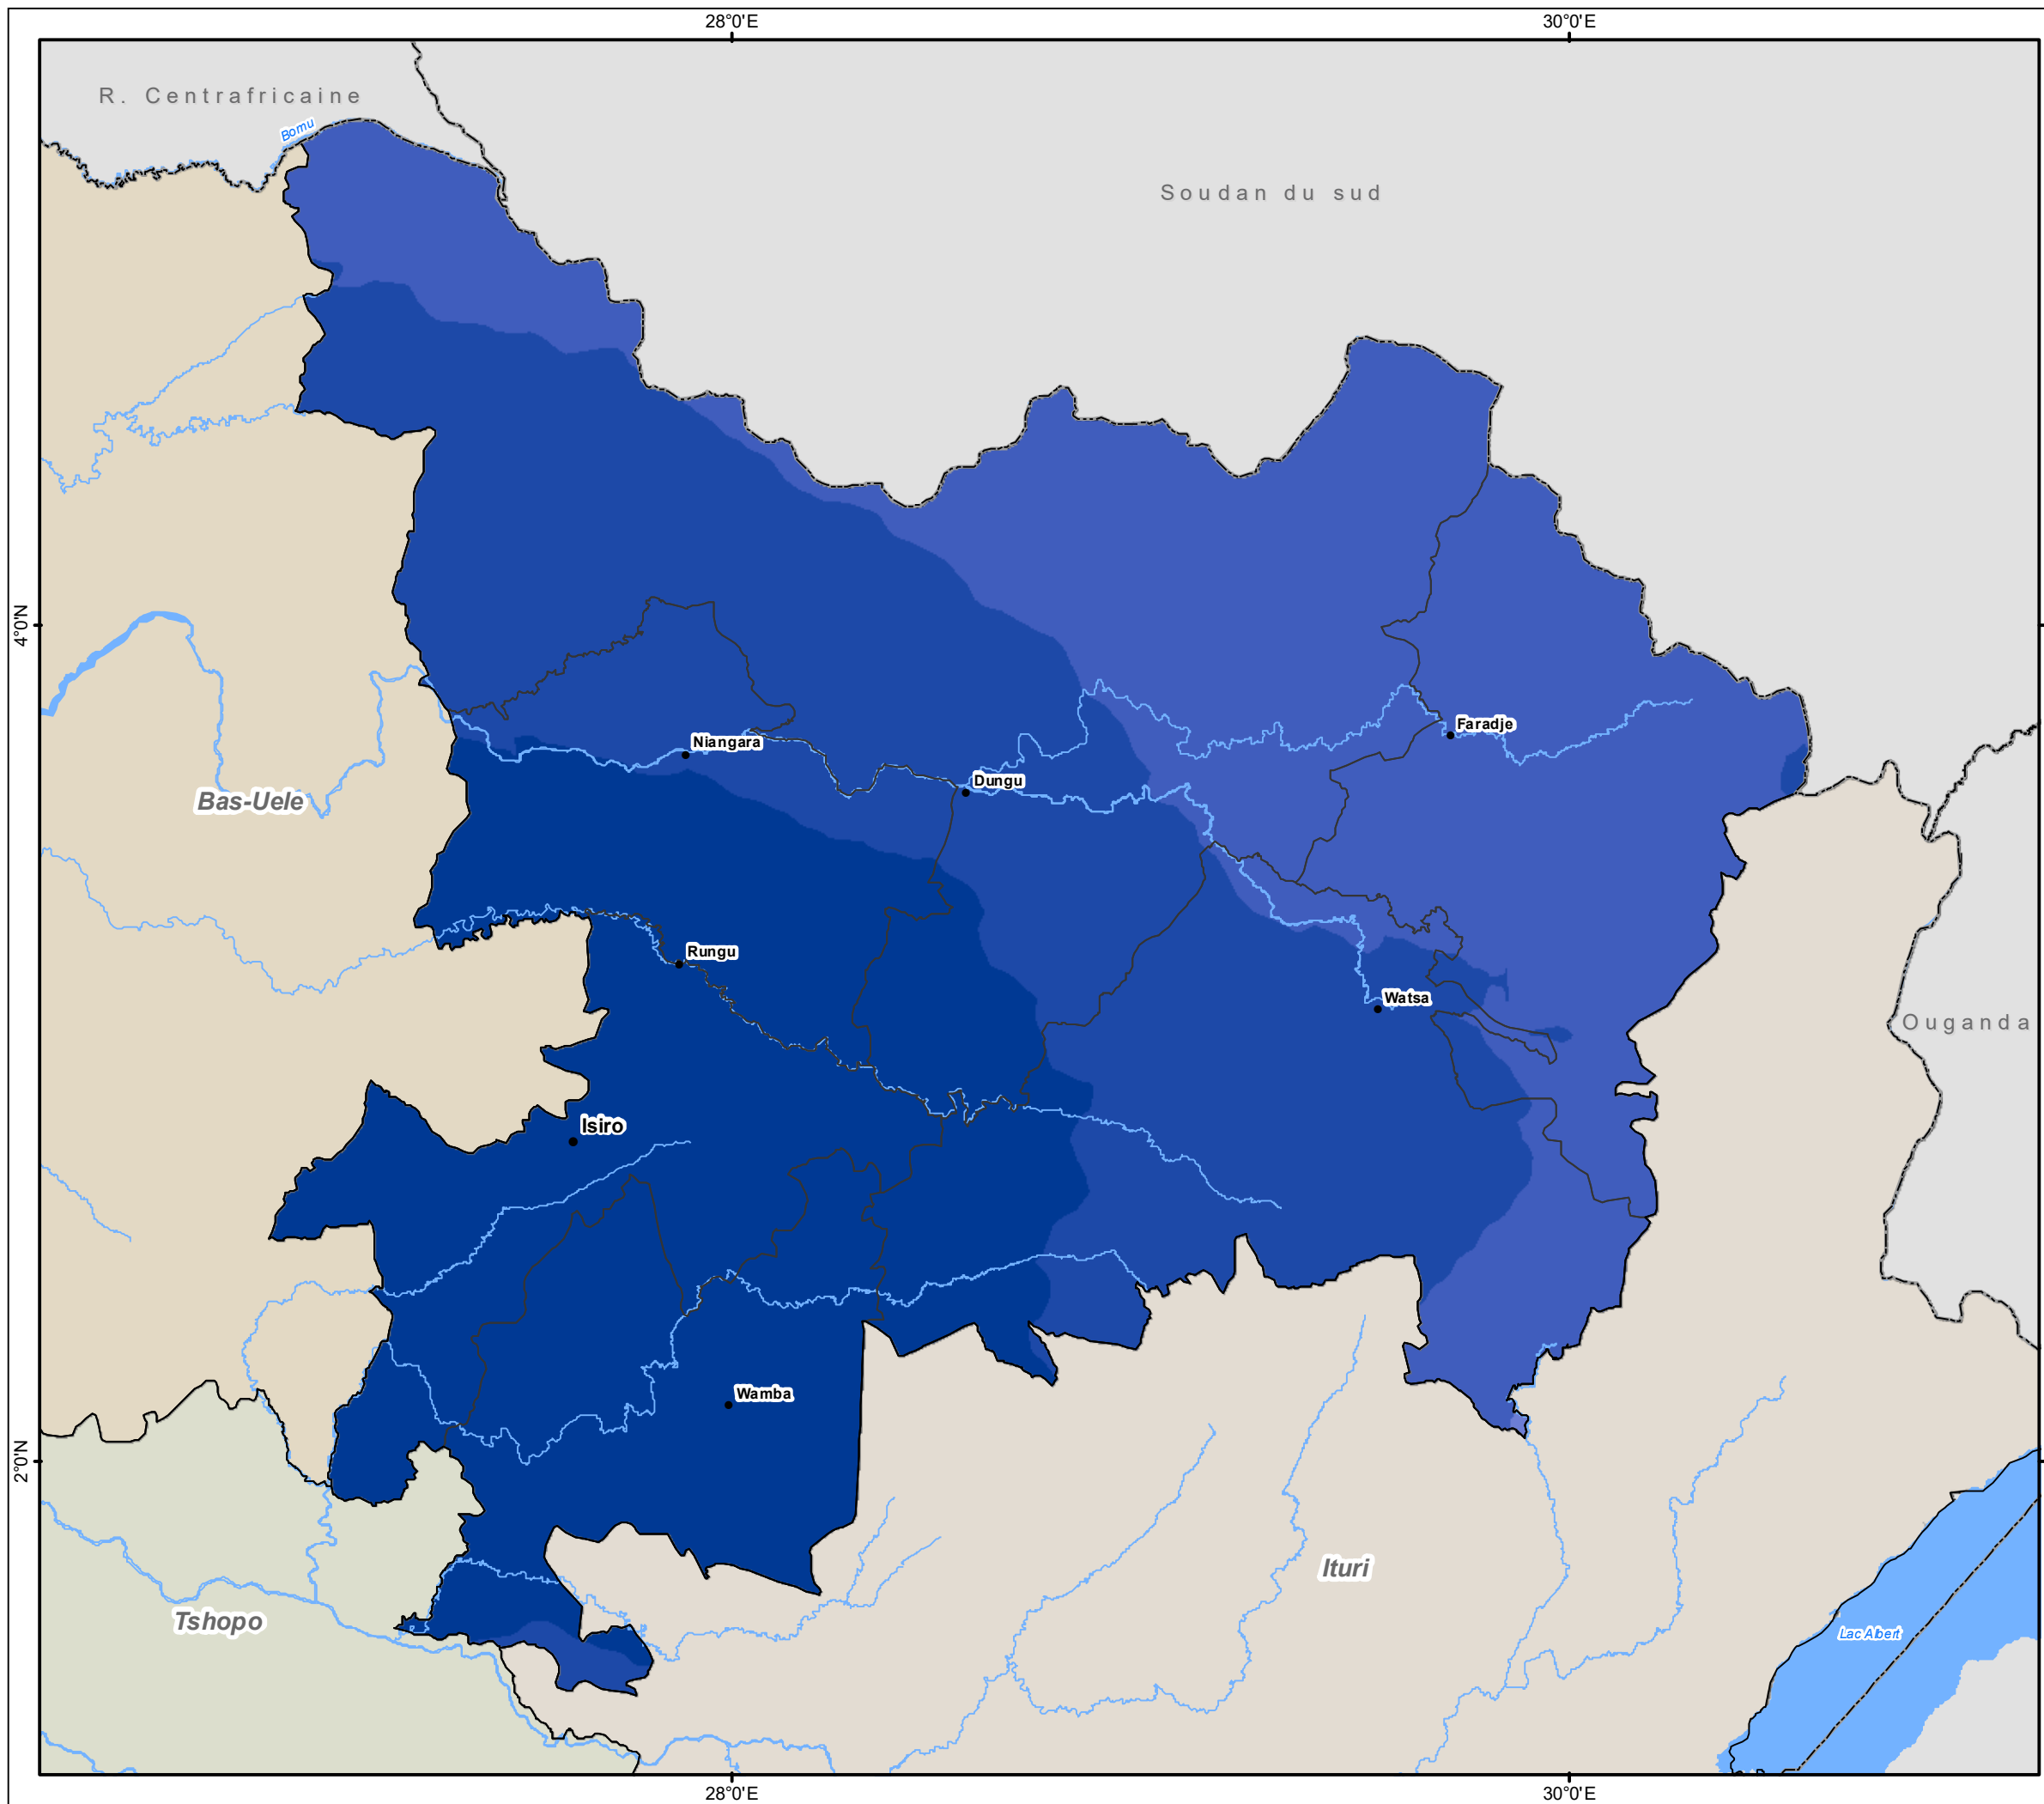 28°0'E
30°0'E
R. Centrafricaine
Bomu
Soudan du sud
4°0'N
Faradje
Niangara
Dungu
Bas-Uele
Rungu
Watsa
Ouganda
Isiro
Wamba
2°0'N
Ituri
Tshopo
Lac Albert
28°0'E
30°0'E